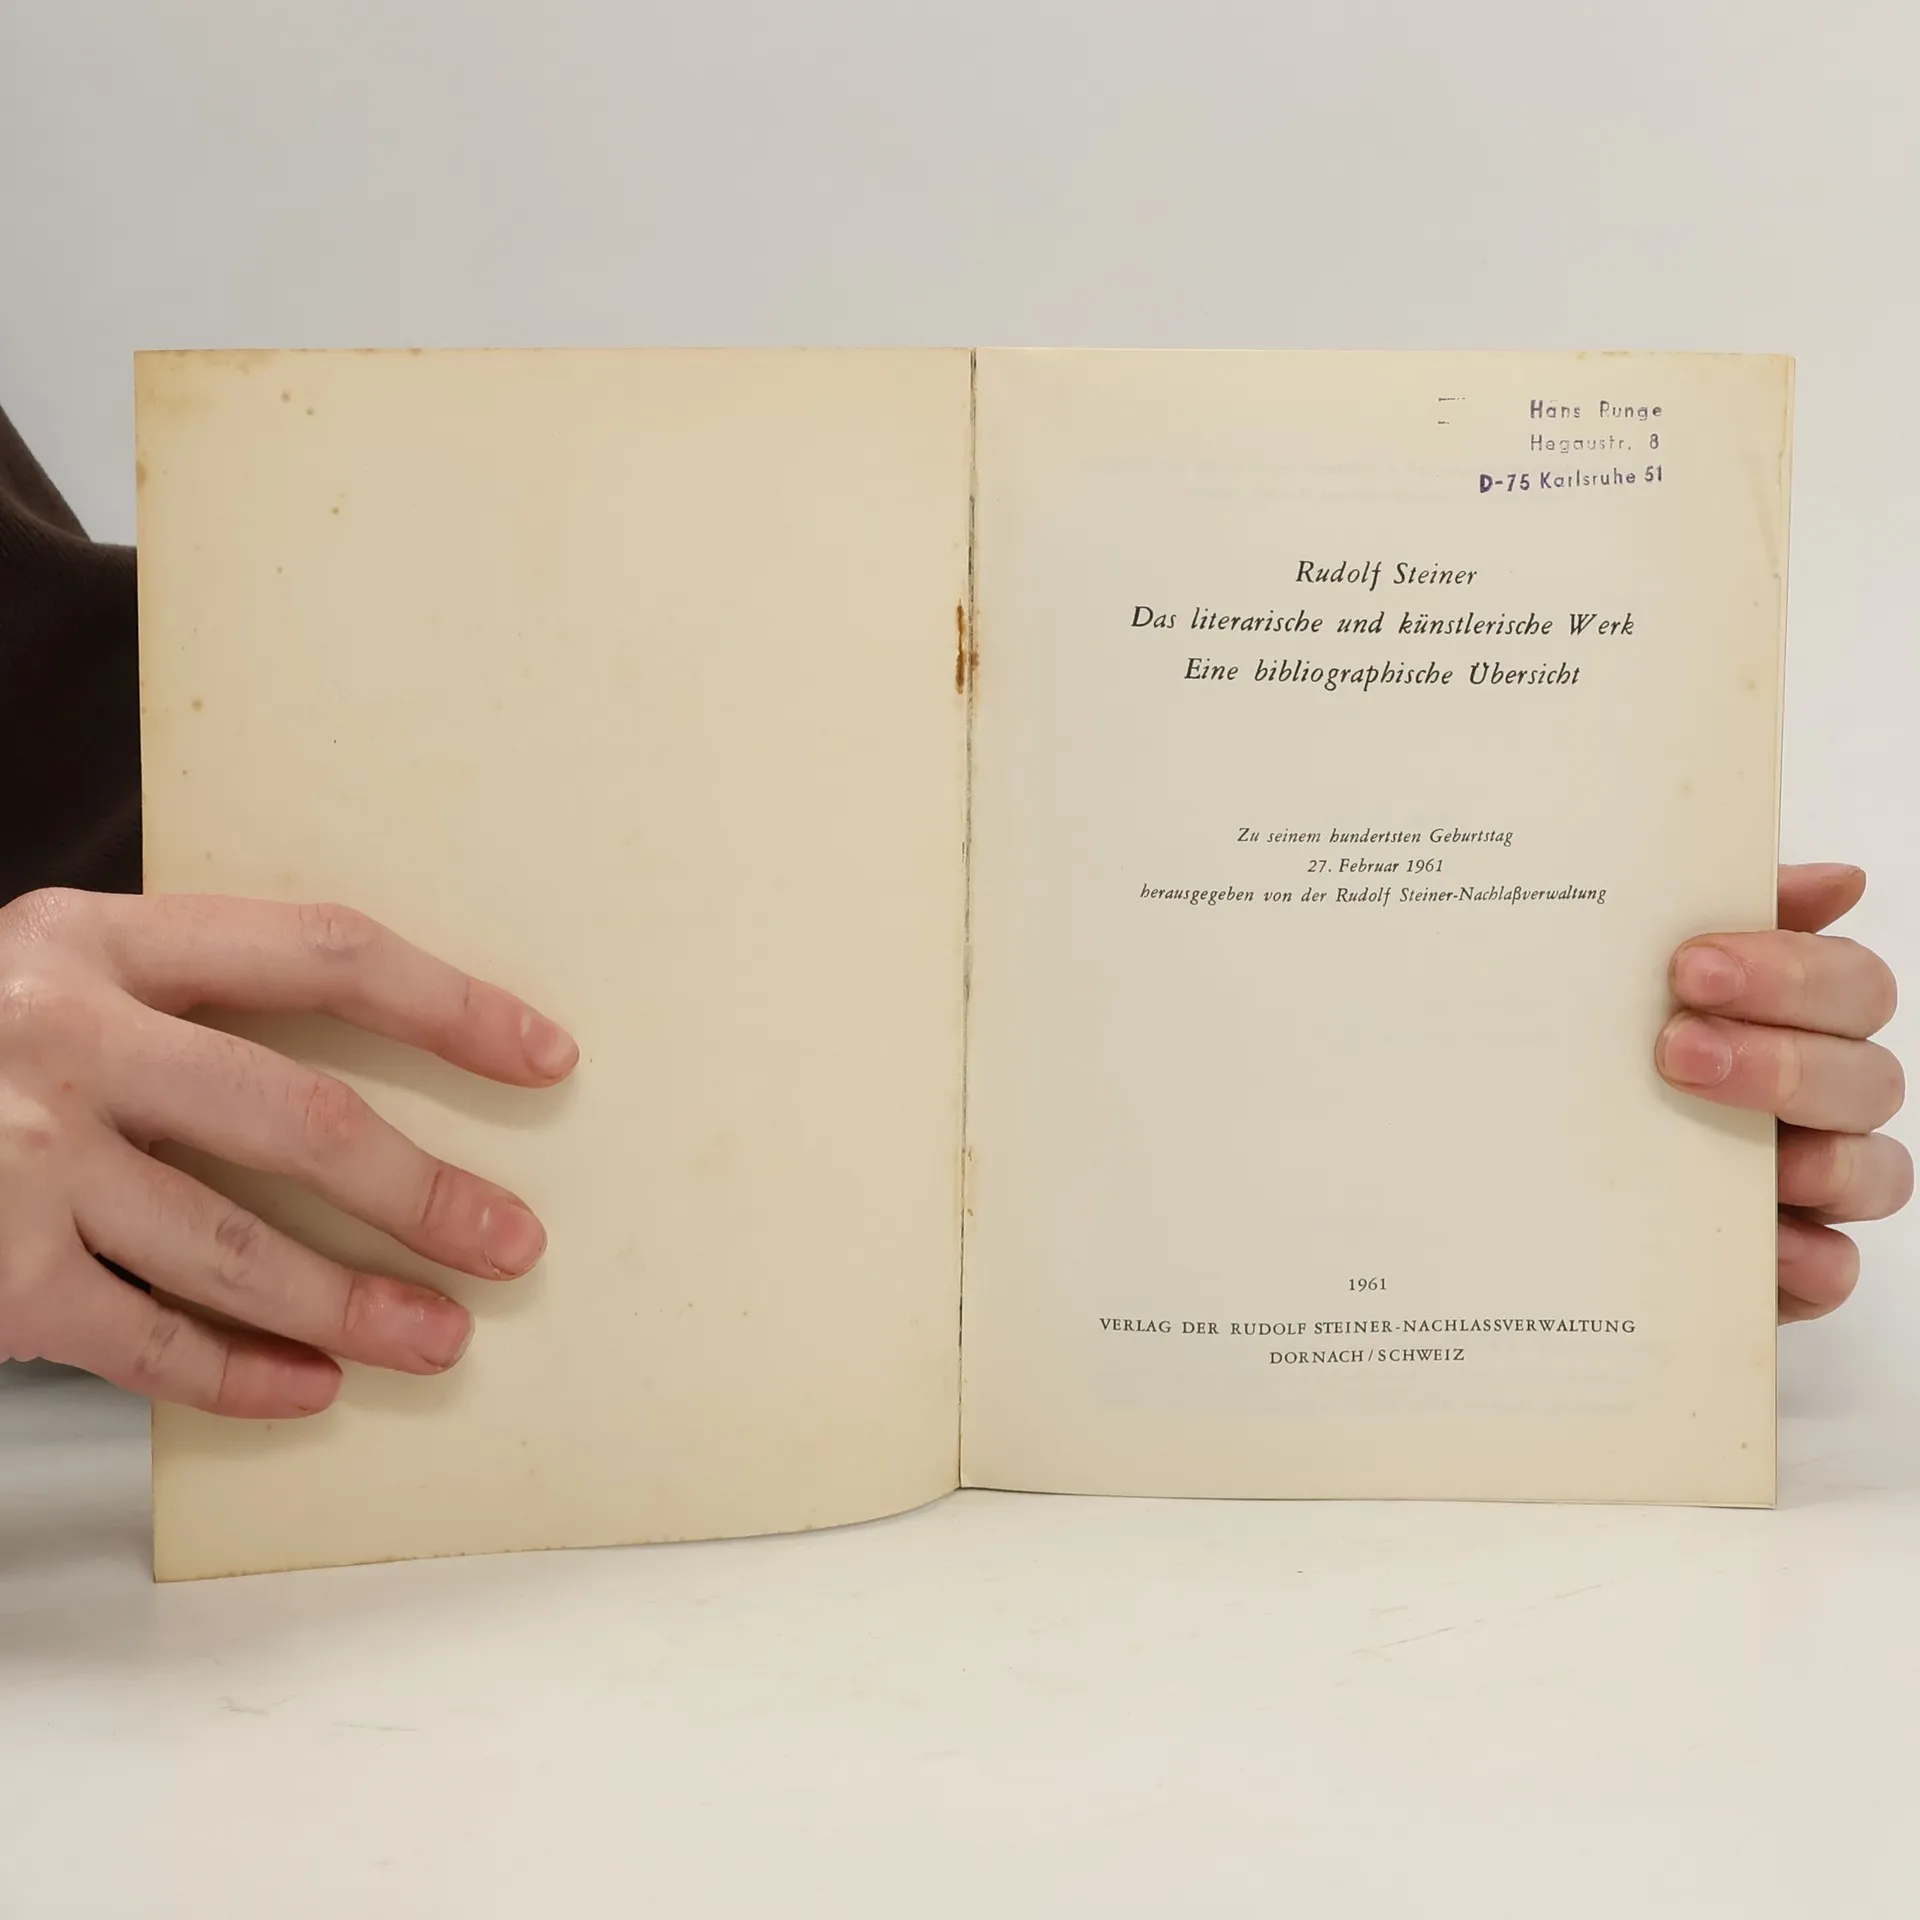 Hans Runge
Hegaustr. 8
D-75 Karlsruhe 51
Rudolf Steiner
Das literarische und künstlerische Werk
Eine bibliographische Übersicht
Zu seinem hundertsten Geburtstag
27. Februar 1961
herausgegeben von der Rudolf Steiner-Nachlaßverwaltung
1961
VERLAG DER RUDOLF STEINER-NACHLASSVERWALTUNG
DORNACH/SCHWEIZ